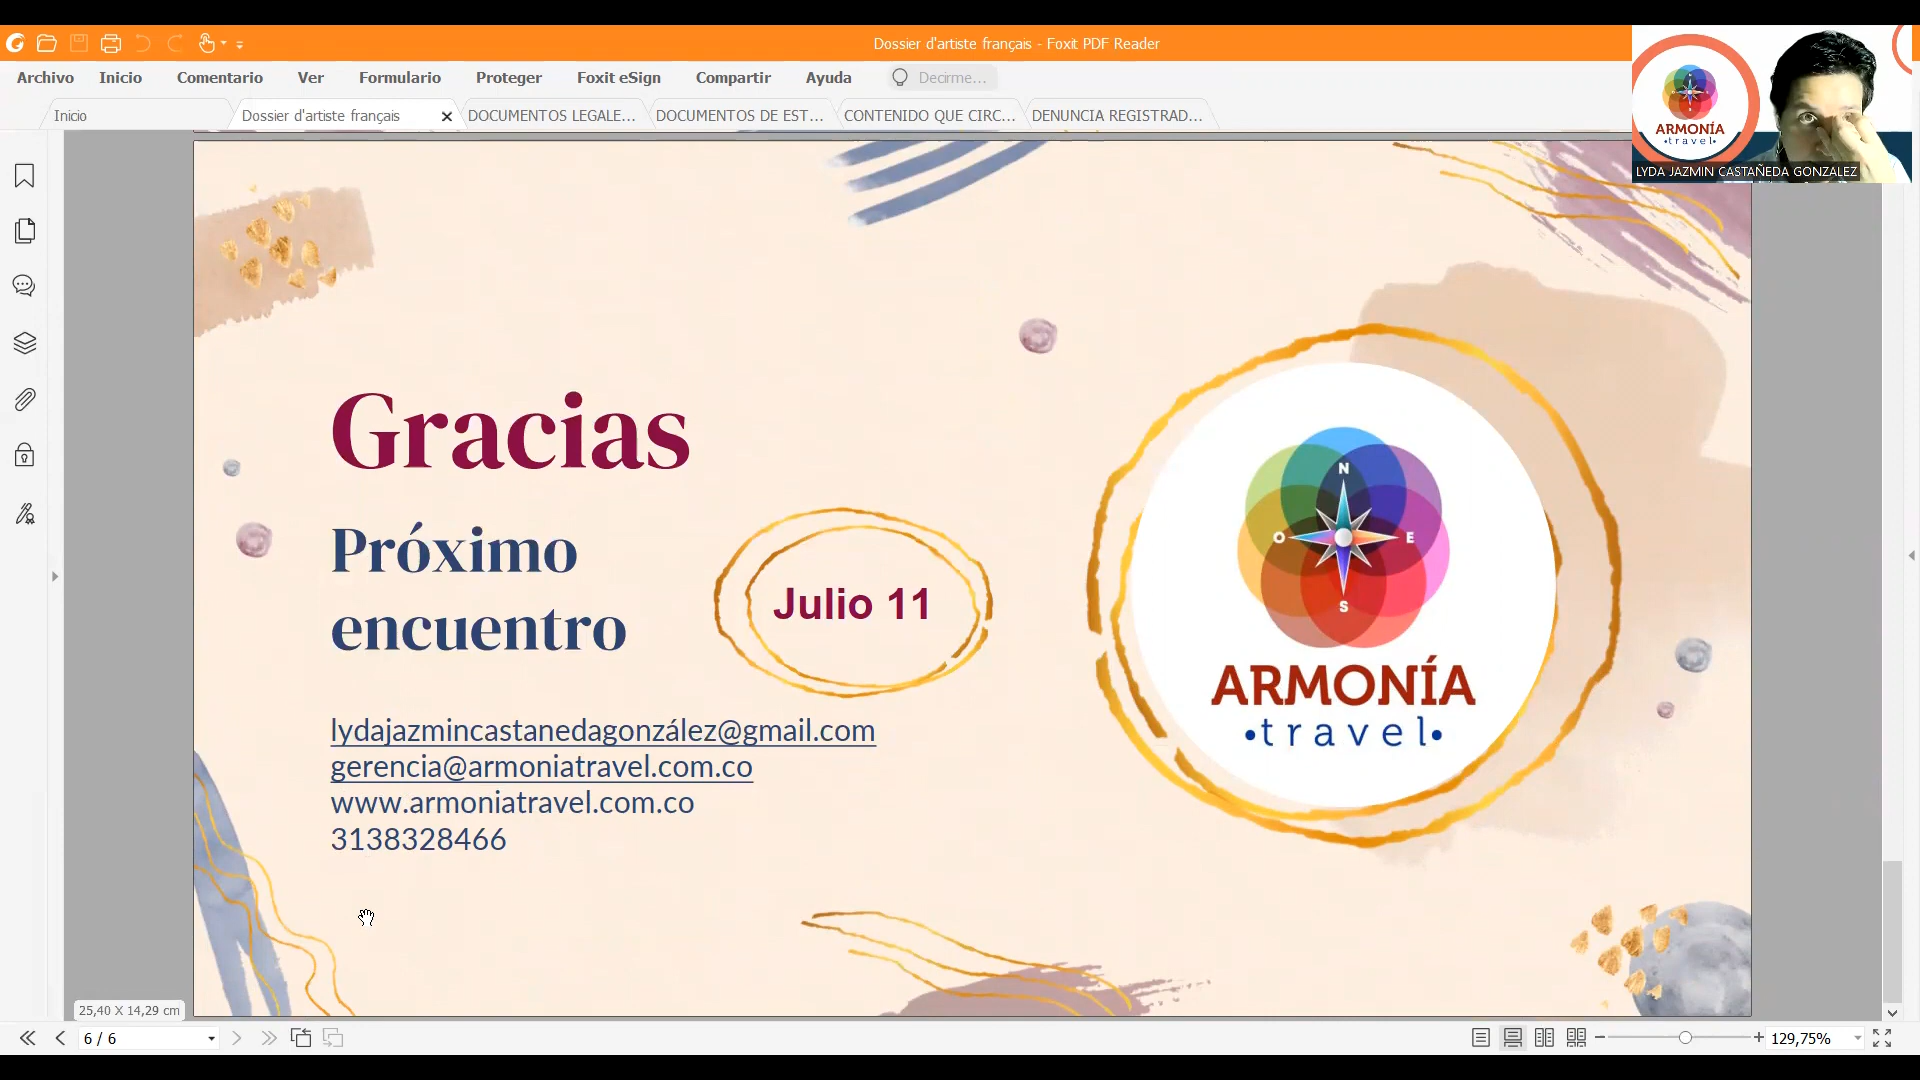 Dossier d'artiste français - Foxit PDF Reader
Archivo Inicio Comentario Ver Formulario Proteger Foxit eSign Compartir Ayuda Decirme...
Inicio Dossier d'artiste français DOCUMENTOS LEGALE... DOCUMENTOS DE EST... CONTENIDO QUE CIRC... DENUNCIA REGISTRAD...
ARMONÍA
•travel•
LYDA JAZMIN CASTAÑEDA GONZALEZ
Gracias
Próximo
encuentro
Julio 11
lydajazmincastanedagonzález@gmail.com
gerencia@armoniatravel.com.co
www.armoniatravel.com.co
3138328466
N
O E
S
ARMONÍA
•travel•
25,40 X 14,29 cm
6 / 6
129,75%